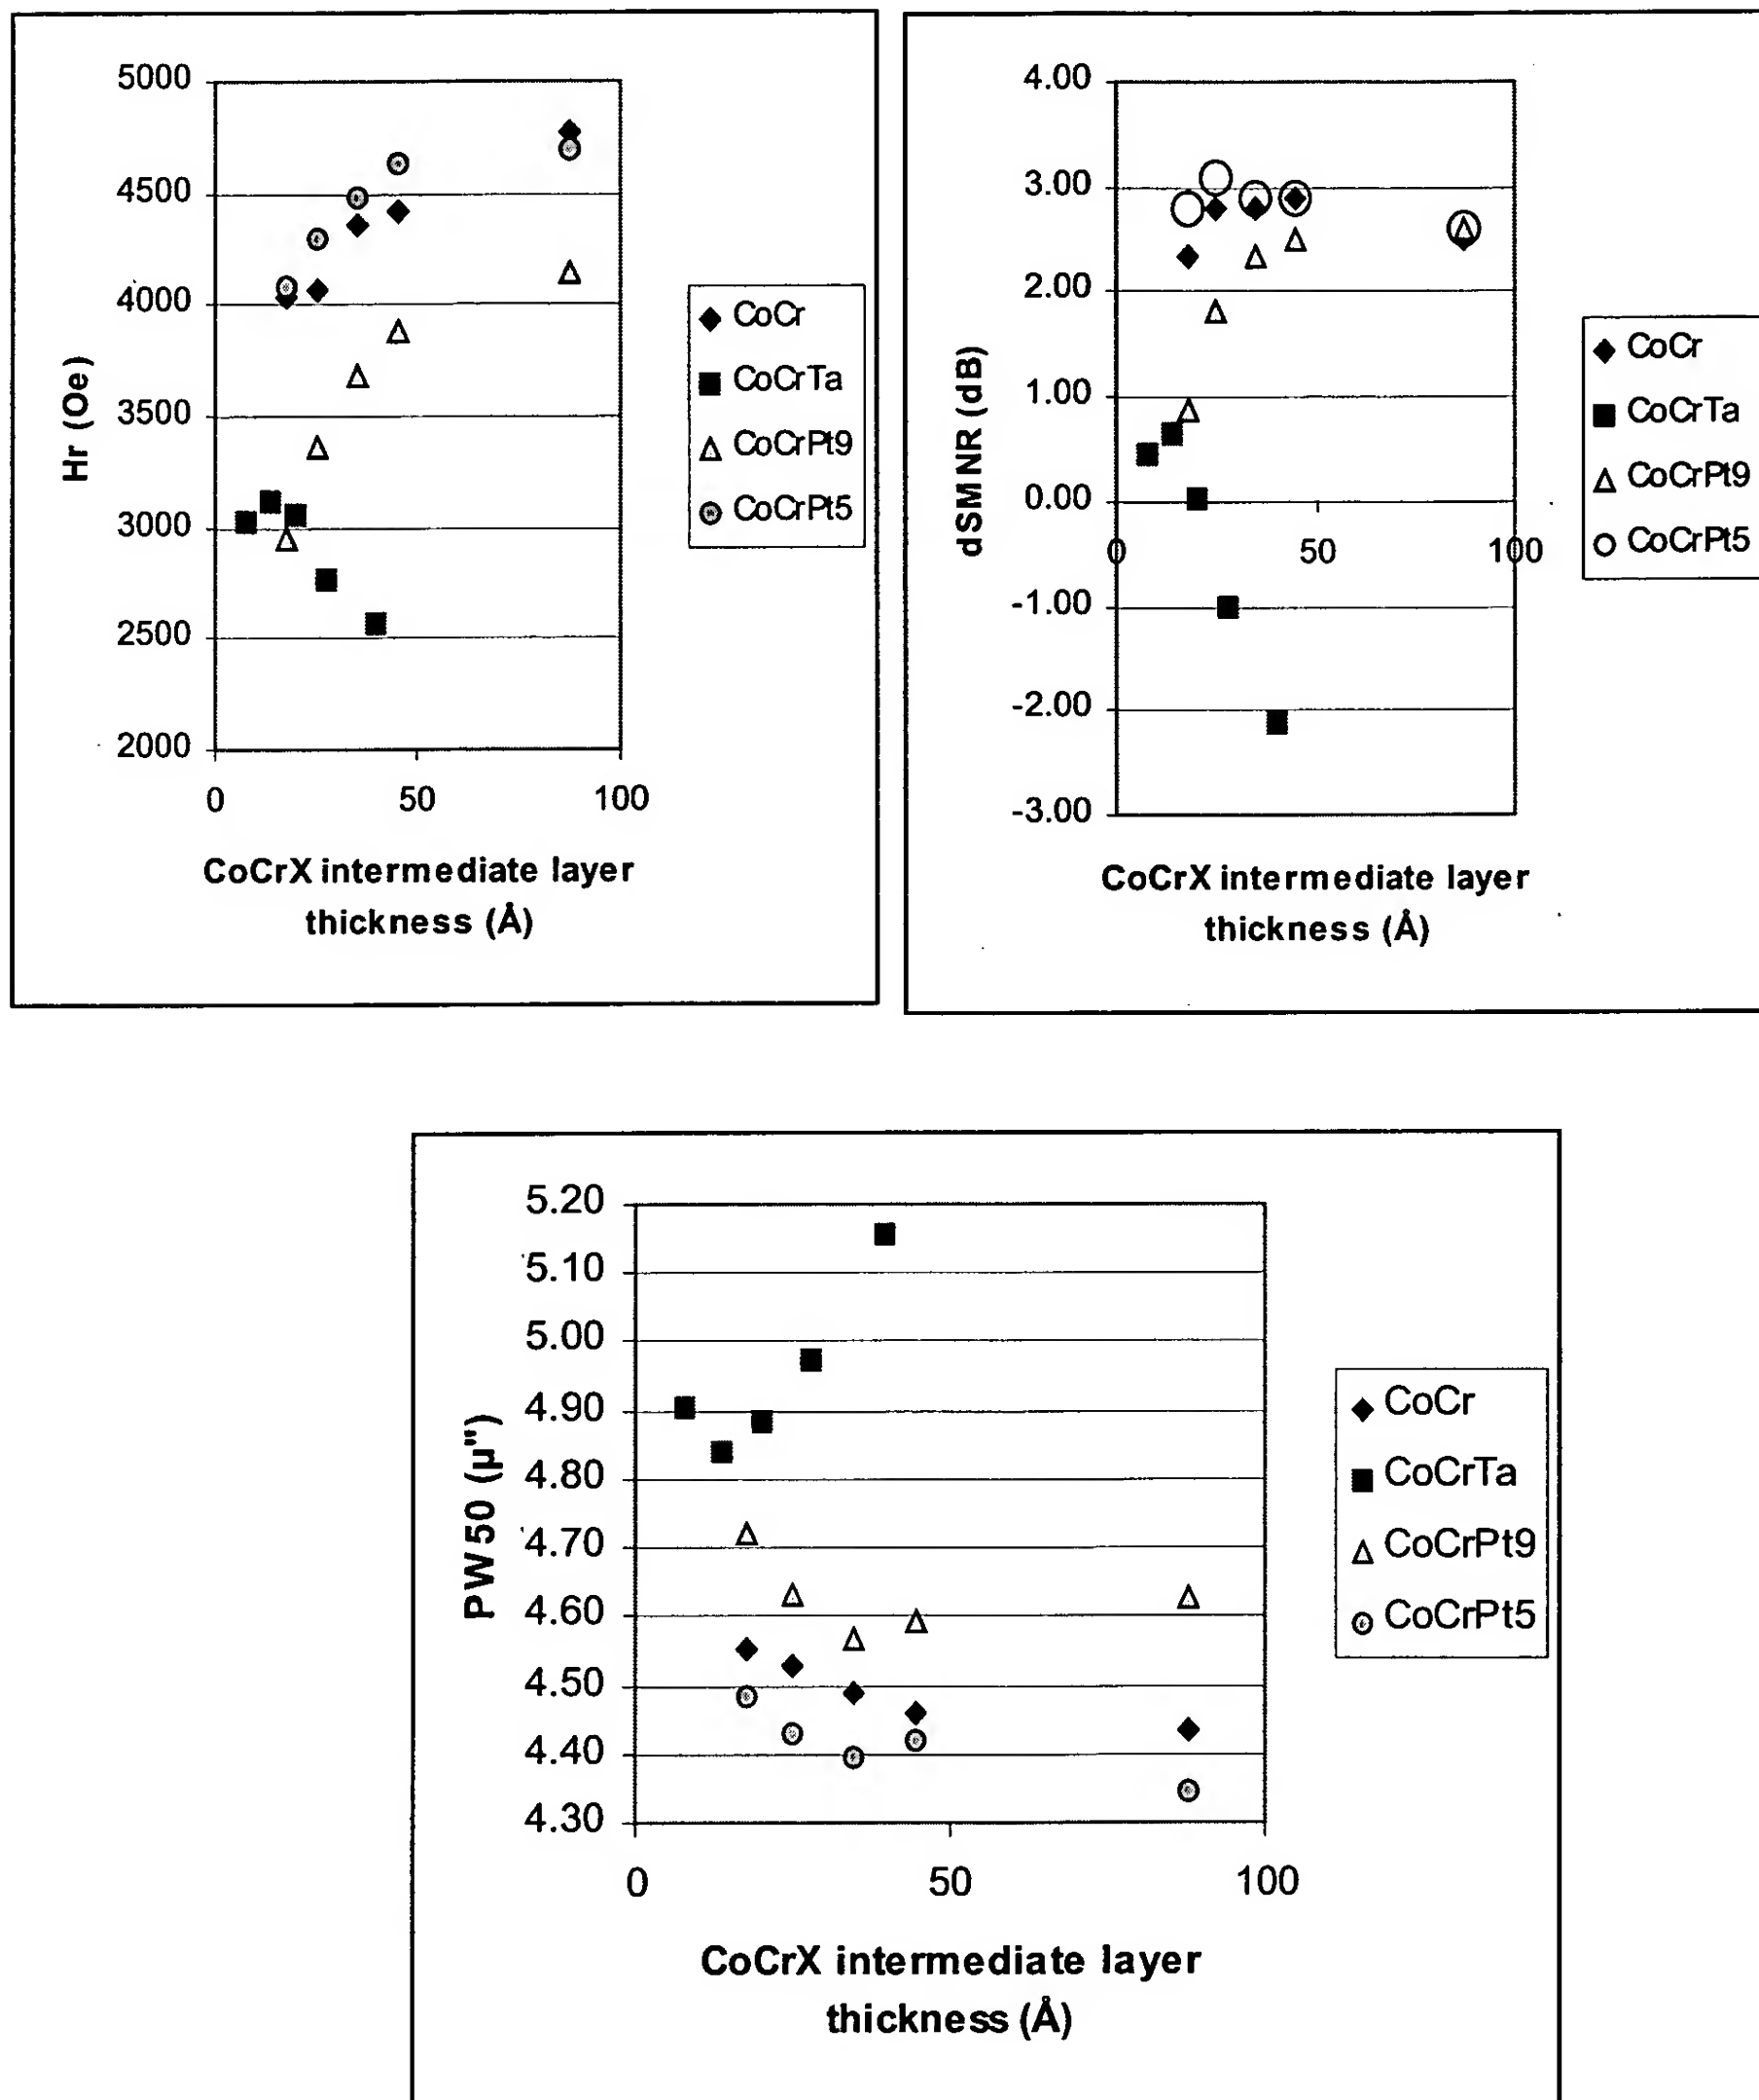 5000
4500
4000
3500
3000
2500
2000
Hr (Oe)
0 50 100
CoCrX intermediate layer
thickness (Å)
CoCr
CoCrTa
CoCrPt9
CoCrPt5
4.00
3.00
2.00
1.00
0.00
-1.00
-2.00
-3.00
dSMNR (dB)
0 50 100
CoCrX intermediate layer
thickness (Å)
CoCr
CoCrTa
CoCrPt9
CoCrPt5
5.20
5.10
5.00
4.90
4.80
4.70
4.60
4.50
4.40
4.30
PW50 (µ")
0 50 100
CoCrX intermediate layer
thickness (Å)
CoCr
CoCrTa
CoCrPt9
CoCrPt5